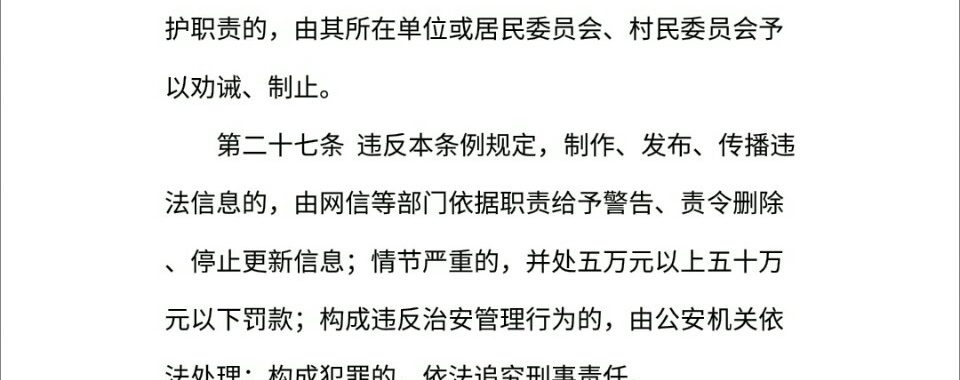 护职责的，由其所在单位或居民委员会、村民委员会予
以劝诫、制止。
第二十七条 违反本条例规定，制作、发布、传播违
法信息的，由网信等部门依据职责给予警告、责令删除
、停止更新信息；情节严重的，并处五万元以上五十万
元以下罚款；构成违反治安管理行为的，由公安机关依
法处理；构成犯罪的，依法追究刑事责任。